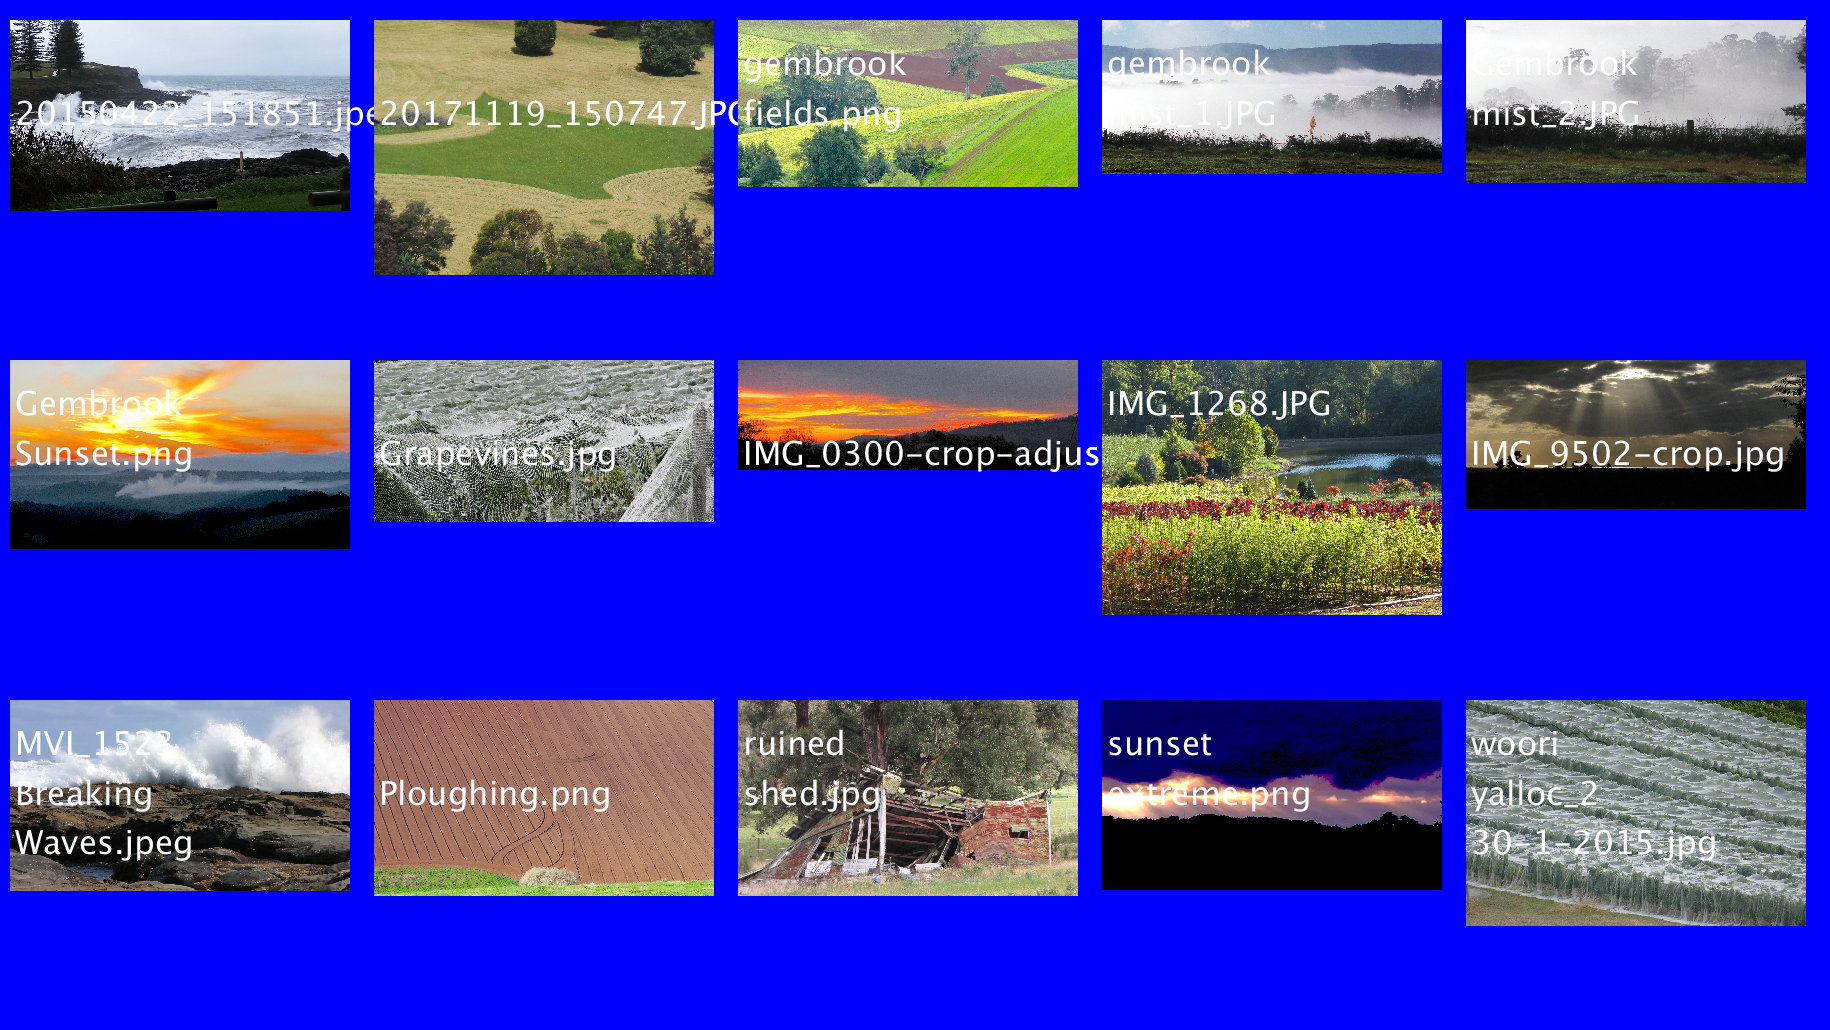 20150422_151851.jpe
20171119_150747.JPG
gembrook
fields.png
gembrook
mist_1.JPG
Gembrook
mist_2.JPG
Gembrook
Sunset.png
Grapevines.jpg
IMG_0300-crop-adjus
IMG_1268.JPG
IMG_9502-crop.jpg
MVI_1523
Breaking
Waves.jpeg
Ploughing.png
ruined
shed.jpg
sunset
extreme.png
woori
yalloc_2
30-1-2015.jpg